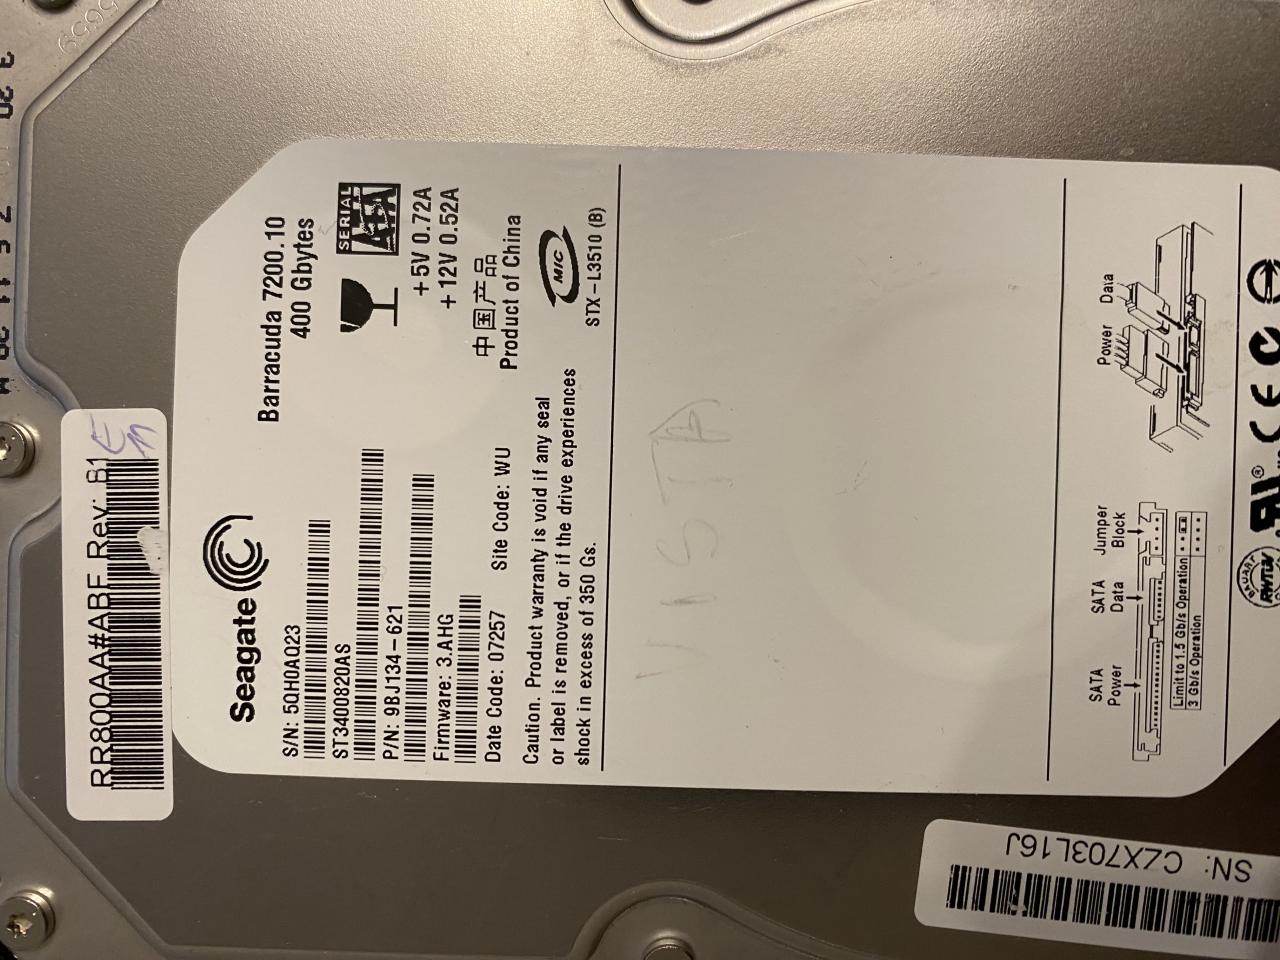 RR800AA#ABF Rev: B1
Seagate
Barracuda 7200.10
400 Gbytes
S/N: 5QH0AQ23
ST3400820AS
P/N: 9BJ134-621
Firmware: 3.AHG
Date Code: 07257 Site Code: WU
SERIAL
ATA
+5V 0.72A
+12V 0.52A
中国产品
Product of China
MIC
STX-L3510 (B)
Caution. Product warranty is void if any seal
or label is removed, or if the drive experiences
shock in excess of 350 Gs.
VISTA
Power Data
SATA Power
SATA Data
Jumper Block
Limit to 1.5 Gb/s Operation
3 Gb/s Operation
BAUART
CE
SN: CZX703L16J